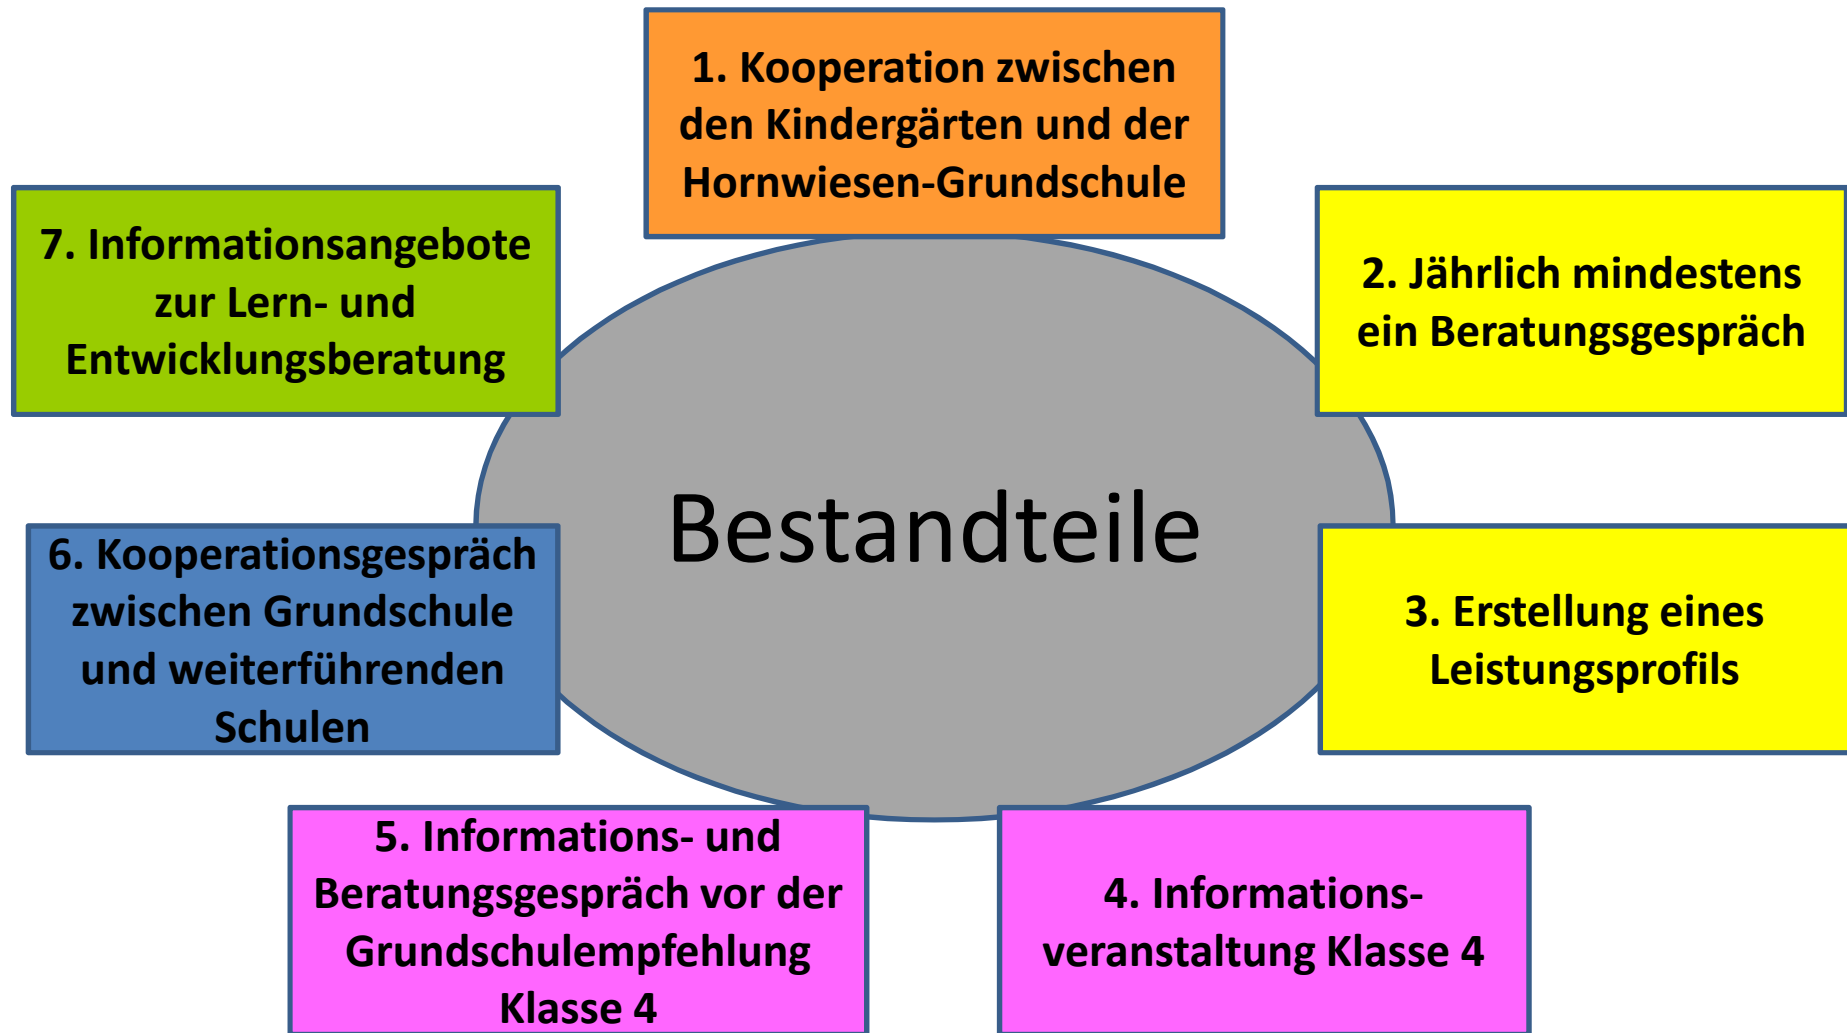 1. Kooperation zwischen
den Kindergärten und der
Hornwiesen-Grundschule
2. Jährlich mindestens
ein Beratungsgespräch
3. Erstellung eines
Leistungsprofils
4. Informations-
veranstaltung Klasse 4
5. Informations- und
Beratungsgespräch vor der
Grundschulempfehlung
Klasse 4
6. Kooperationsgespräch
zwischen Grundschule
und weiterführenden
Schulen
7. Informationsangebote
zur Lern- und
Entwicklungsberatung
Bestandteile